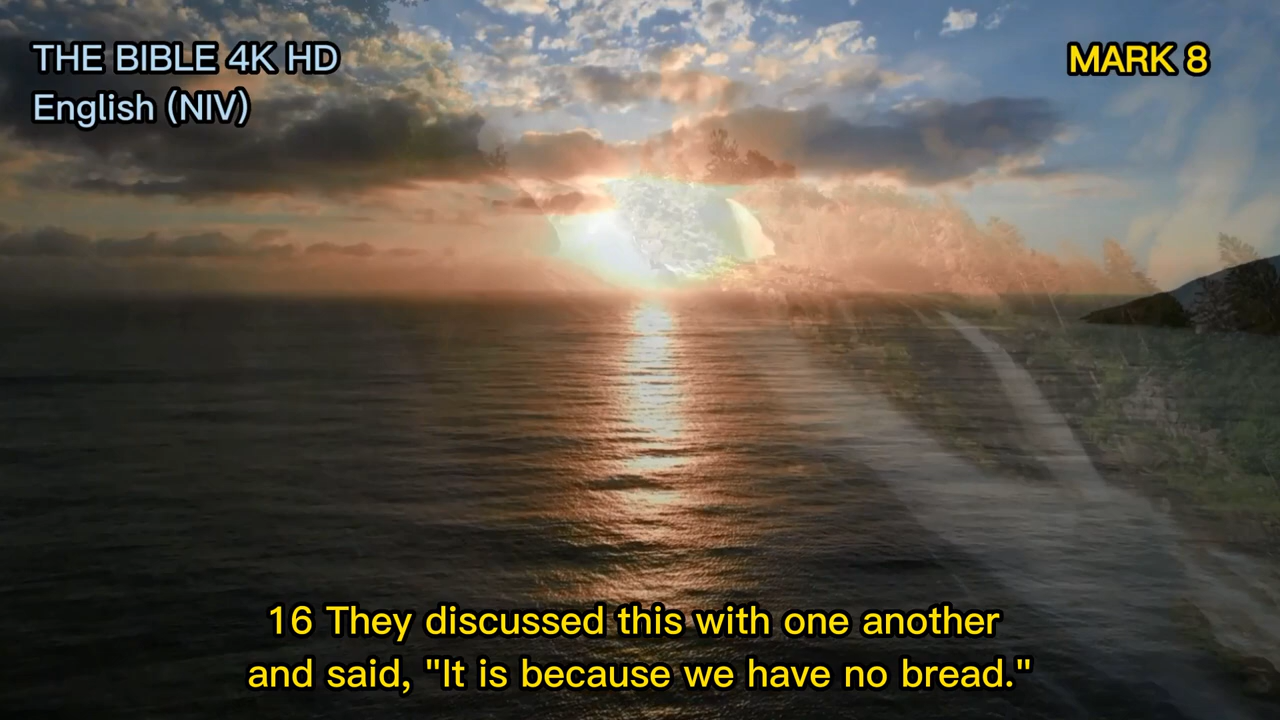 THE BIBLE 4K HD
English (NIV)
MARK 8
16 They discussed this with one another
and said, "It is because we have no bread."